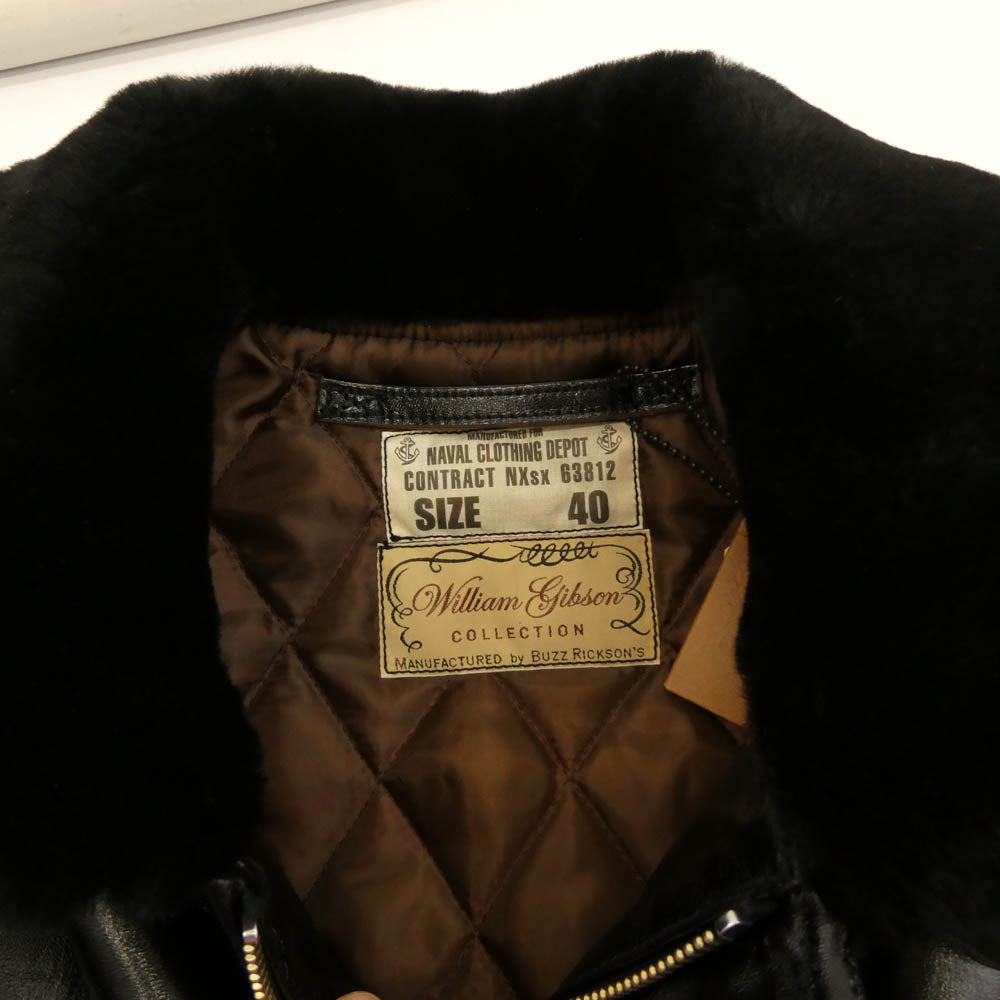 MANUFACTURED FOR
NAVAL CLOTHING DEPOT
CONTRACT NXsx 63812
SIZE 40
William Gibson
COLLECTION
MANUFACTURED by BUZZ RICKSON'S